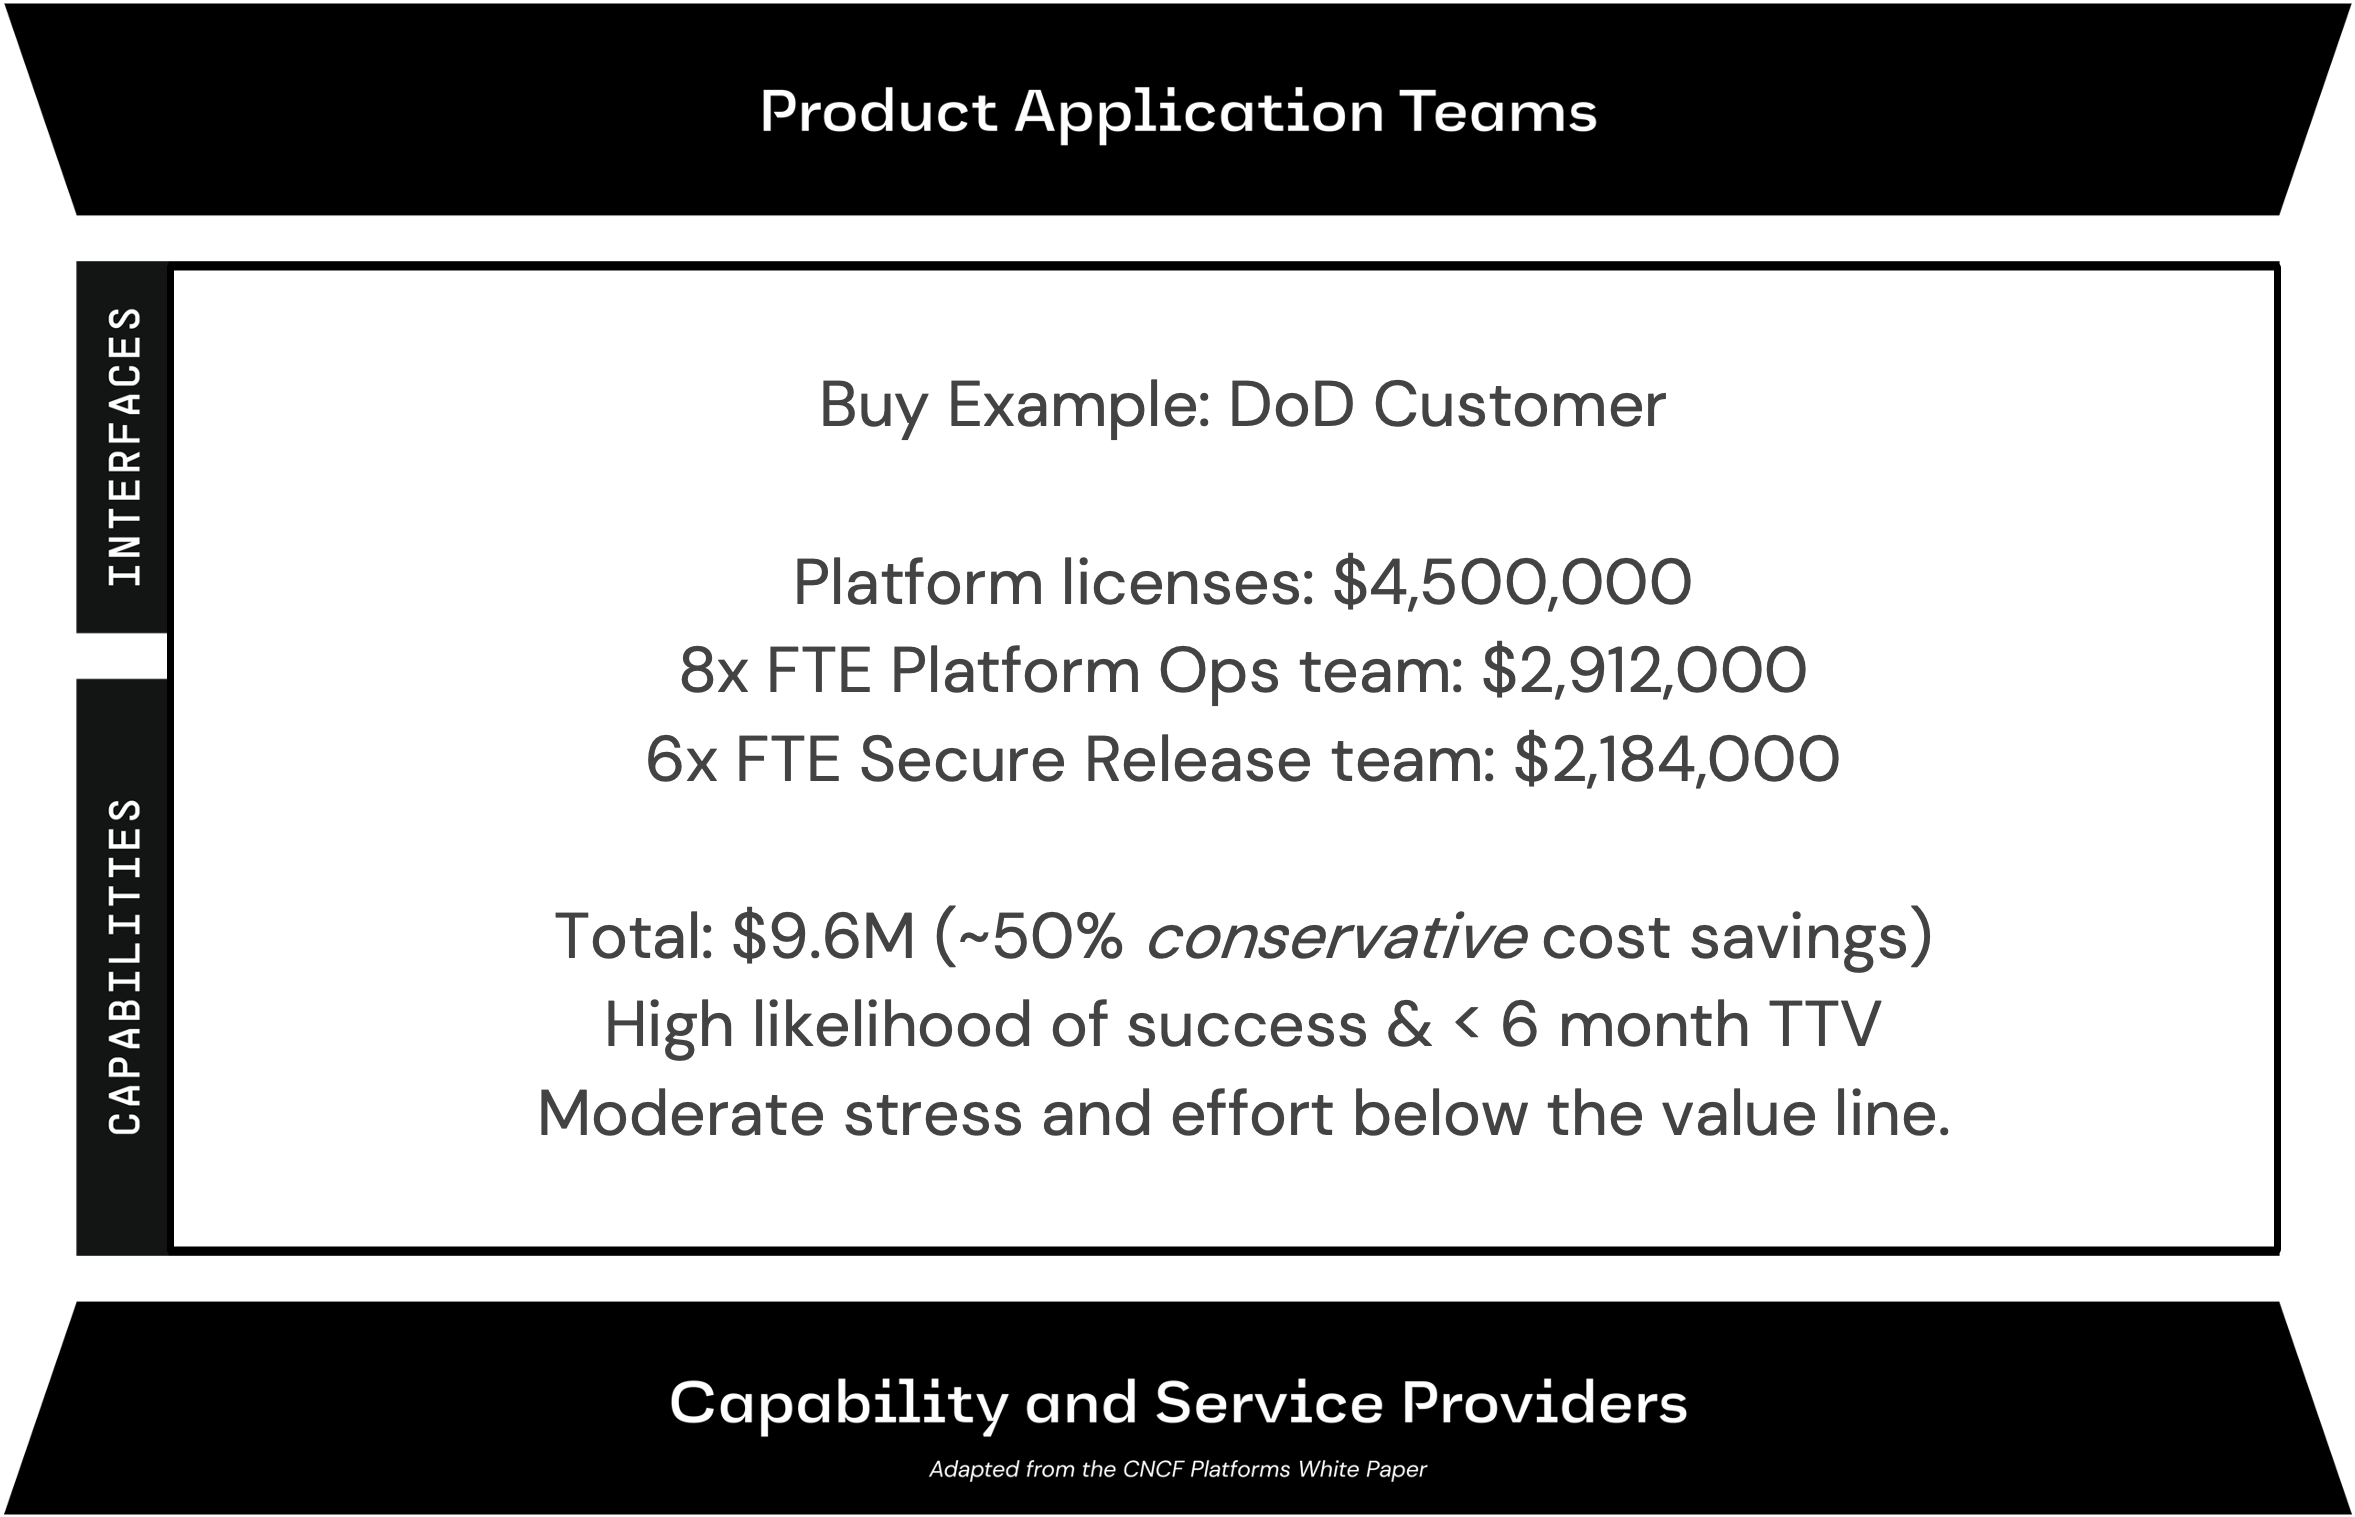 Product Application Teams
INTERFACES
Buy Example: DoD Customer
Platform licenses: $4,500,000
8x FTE Platform Ops team: $2,912,000
6x FTE Secure Release team: $2,184,000
CAPABILITIES
Total: $9.6M (~50% conservative cost savings)
High likelihood of success & < 6 month TTV
Moderate stress and effort below the value line.
Capability and Service Providers
Adapted from the CNCF Platforms White Paper